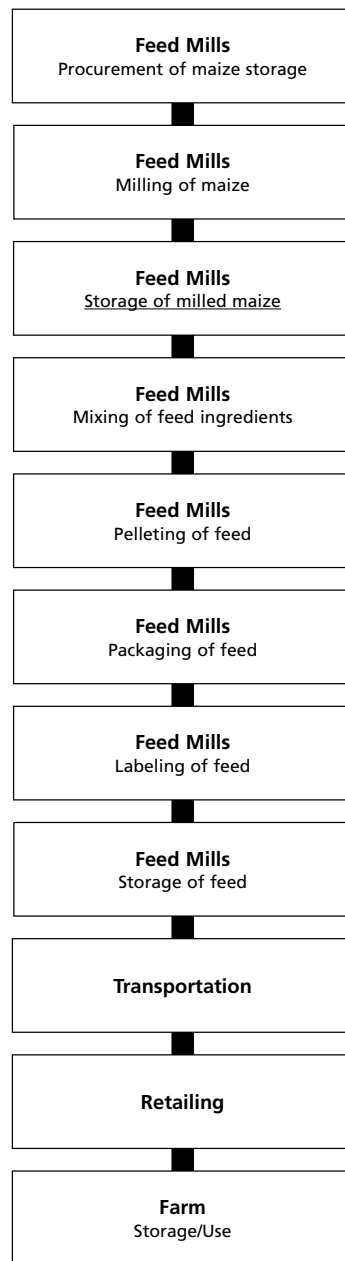 Feed Mills
Procurement of maize storage
Feed Mills
Milling of maize
Feed Mills
Storage of milled maize
Feed Mills
Mixing of feed ingredients
Feed Mills
Pelleting of feed
Feed Mills
Packaging of feed
Feed Mills
Labeling of feed
Feed Mills
Storage of feed
Transportation
Retailing
Farm
Storage/Use